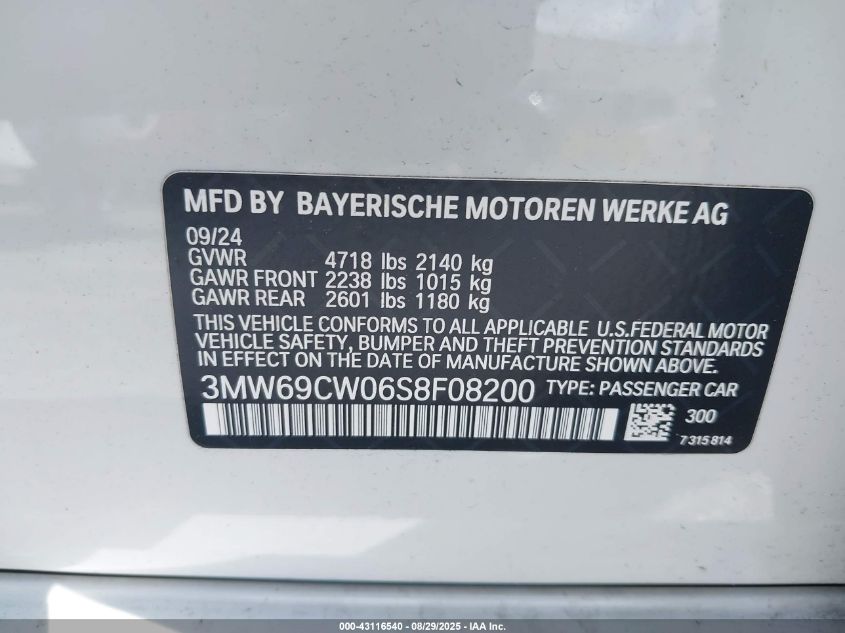 MFD BY BAYERISCHE MOTOREN WERKE AG
09/24
GVWR 4718 lbs 2140 kg
GAWR FRONT 2238 lbs 1015 kg
GAWR REAR 2601 lbs 1180 kg
THIS VEHICLE CONFORMS TO ALL APPLICABLE U.S.FEDERAL MOTOR
VEHICLE SAFETY, BUMPER AND THEFT PREVENTION STANDARDS
IN EFFECT ON THE DATE OF MANUFACTURE SHOWN ABOVE.
3MW69CW06S8F08200 TYPE: PASSENGER CAR
300
7315814
000-43116540 - 08/29/2025 - IAA Inc.